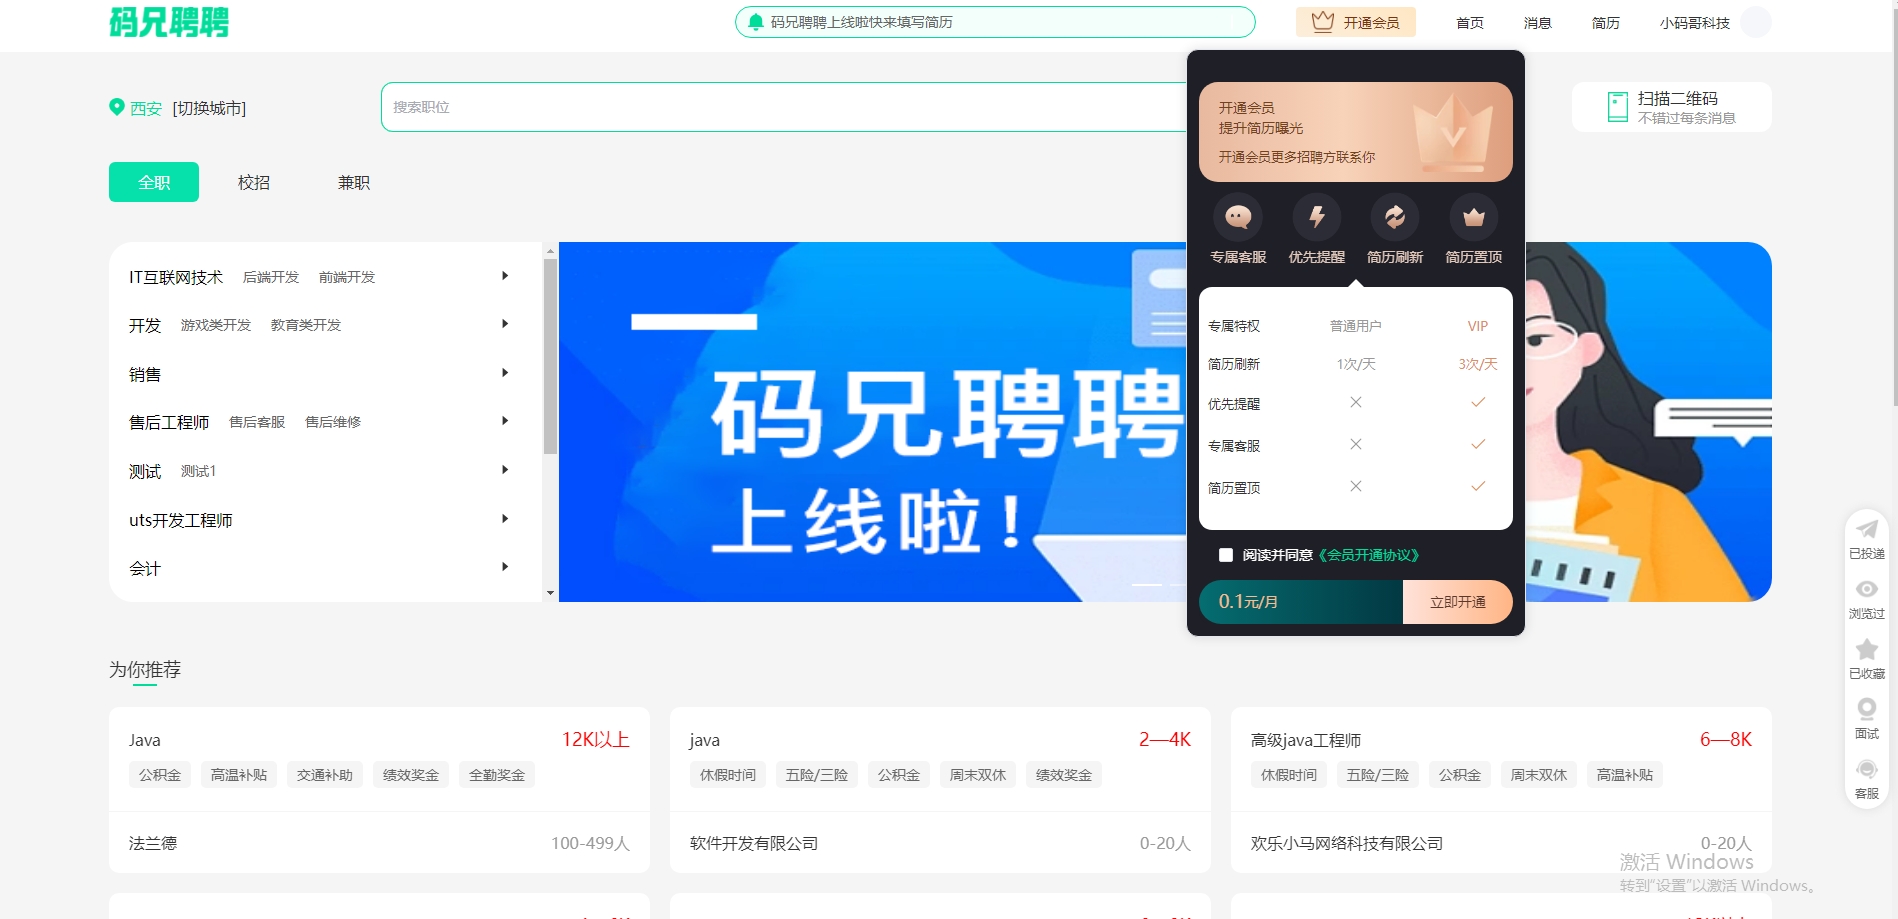 码兄聘聘
码兄聘聘上线啦快来填写简历
开通会员
首页
消息
简历
小码哥科技
西安 [切换城市]
搜索职位
扫描二维码
不错过每条消息
全职
校招
兼职
IT互联网技术 后端开发 前端开发
开发 游戏类开发 教育类开发
销售
售后工程师 售后客服 售后维修
测试 测试1
uts开发工程师
会计
码兄聘聘
上线啦！
开通会员
提升简历曝光
开通会员更多招聘方联系你
V
专属客服 优先提醒 简历刷新 简历置顶
专属特权 普通用户 VIP
简历刷新 1次/天 3次/天
优先提醒
专属客服
简历置顶
阅读并同意《会员开通协议》
0.1元/月 立即开通
已投递
浏览过
已收藏
面试
客服
为你推荐
Java 12K以上
公积金 高温补贴 交通补助 绩效奖金 全勤奖金
法兰德 100-499人
java 2—4K
休假时间 五险/三险 公积金 周末双休 绩效奖金
软件开发有限公司 0-20人
高级java工程师 6—8K
休假时间 五险/三险 公积金 周末双休 高温补贴
欢乐小马网络科技有限公司 0-20人
激活 Windows
转到"设置"以激活 Windows。